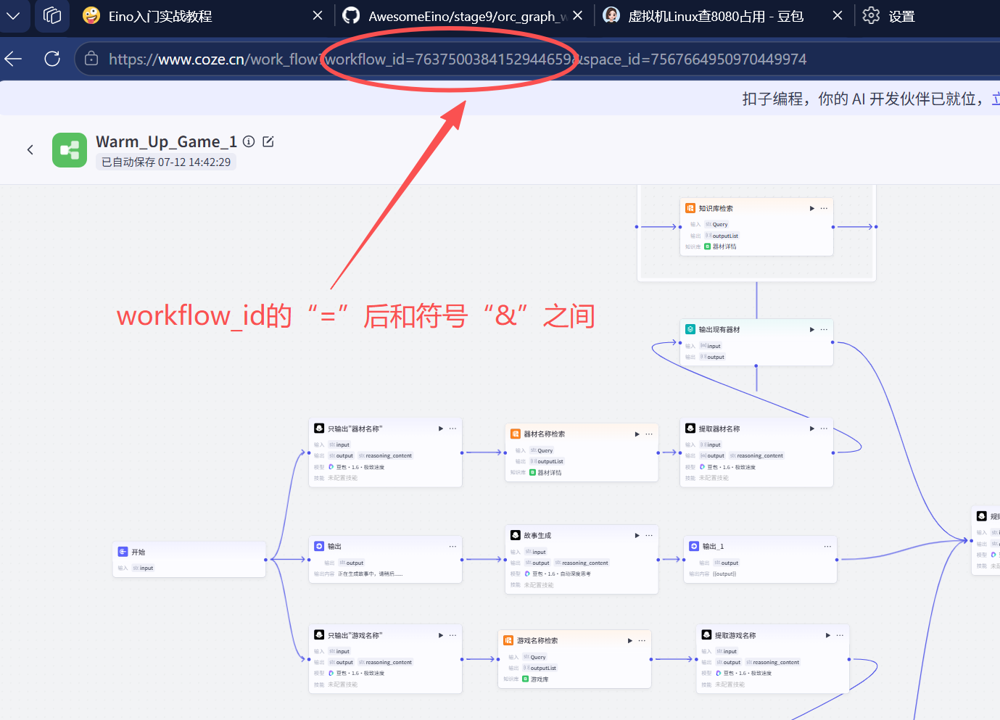 Eino入门实战教程
AwesomeEino/stage9/orc_graph_w
虚拟机Linux查8080占用 - 豆包
设置
https://www.coze.cn/work_flow?workflow_id=7637500384152944659&space_id=7567664950970449974
扣子编程，你的 AI 开发伙伴已就位，立
Warm_Up_Game_1
已自动保存 07-12 14:42:29
知识库检索
输入 str. Query
输出 outputList
知识库 器材详情
workflow_id的“=”后和符号“&”之间
输出现有器材
输入 input
输出 output
只输出"器材名称"
输入 str. input
输出 str. output str. reasoning_content
模型 豆包·1.6·极致速度
技能 未配置技能
器材名称检索
输入 str. Query
输出 outputList
知识库 器材详情
提取器材名称
输入 input
输出 output str. reasoning_content
模型 豆包·1.6·极致速度
技能 未配置技能
开始
输入 str. input
输出
输出 str. output
输出内容 正在生成故事中，请稍后......
故事生成
输入 str. input
输出 str. output str. reasoning_content
模型 豆包·1.6·自动深度思考
技能 未配置技能
输出_1
输出 str. output
输出内容 {{output}}
规则
输入 str.
输出 str.
模型
技能
只输出"游戏名称"
输入 str. input
输出 str. output str. reasoning_content
模型 豆包·1.6·极致速度
技能 未配置技能
游戏名称检索
输入 str. Query
输出 outputList
知识库 游戏库
提取游戏名称
输入 str. input
输出 str. output str. reasoning_content
模型 豆包·1.6·极致速度
技能 未配置技能